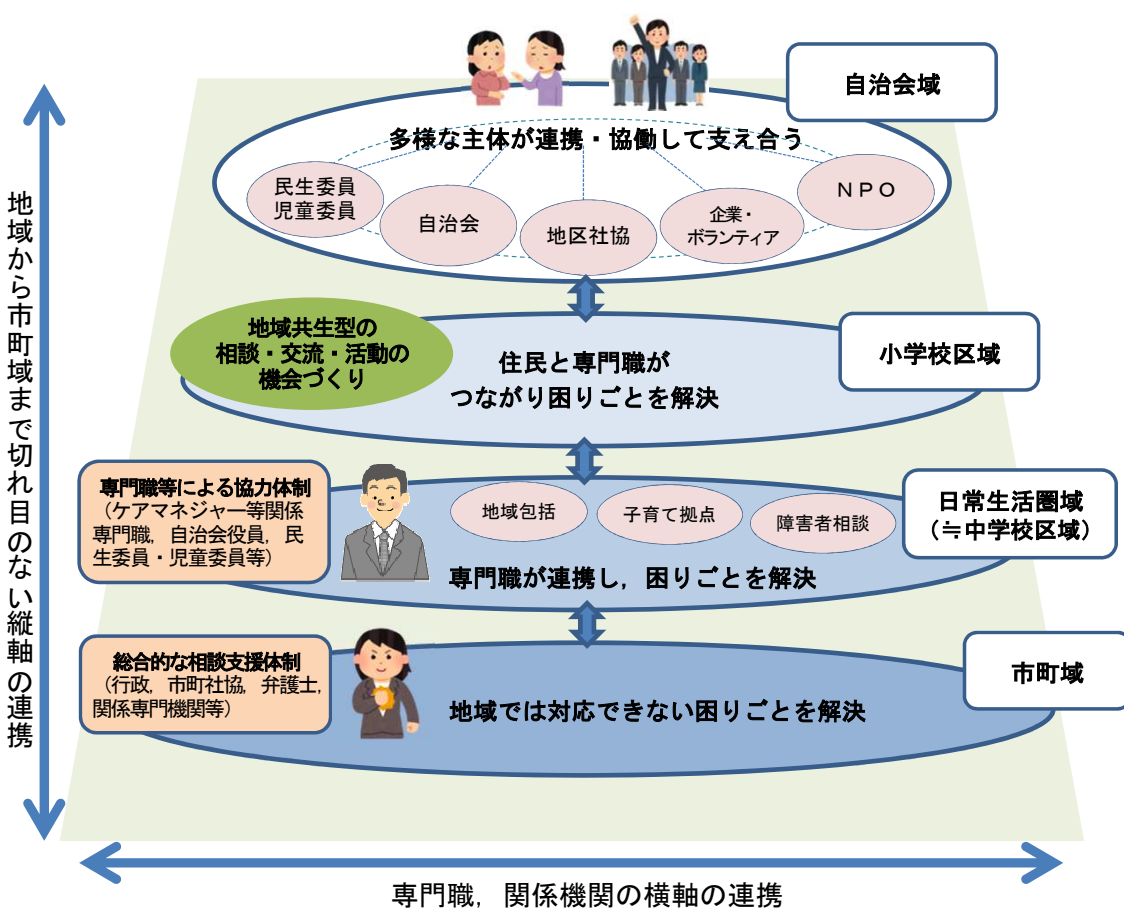 自治会域
多様な主体が連携・協働して支え合う
民生委員
児童委員
自治会
地区社協
企業・
ボランティア
ＮＰＯ
地域共生型の
相談・交流・活動の
機会づくり
住民と専門職が
つながり困りごとを解決
小学校区域
専門職等による協力体制
（ケアマネジャー等関係
専門職，自治会役員，民
生委員・児童委員等）
地域包括
子育て拠点
障害者相談
専門職が連携し，困りごとを解決
日常生活圏域
（≒中学校区域）
総合的な相談支援体制
（行政，市町社協，弁護士，
関係専門機関等）
地域では対応できない困りごとを解決
市町域
地域から市町域まで切れ目のない縦軸の連携
専門職，関係機関の横軸の連携